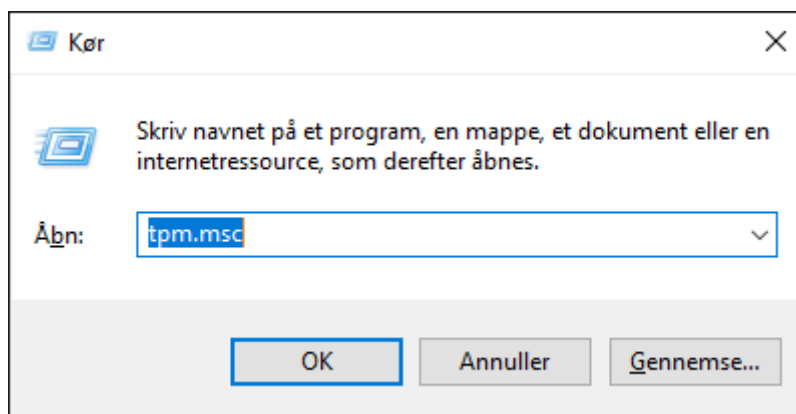 Kør
Skriv navnet på et program, en mappe, et dokument eller en
internetressource, som derefter åbnes.
Åbn:
tpm.msc
OK
Annuller
Gennemse...